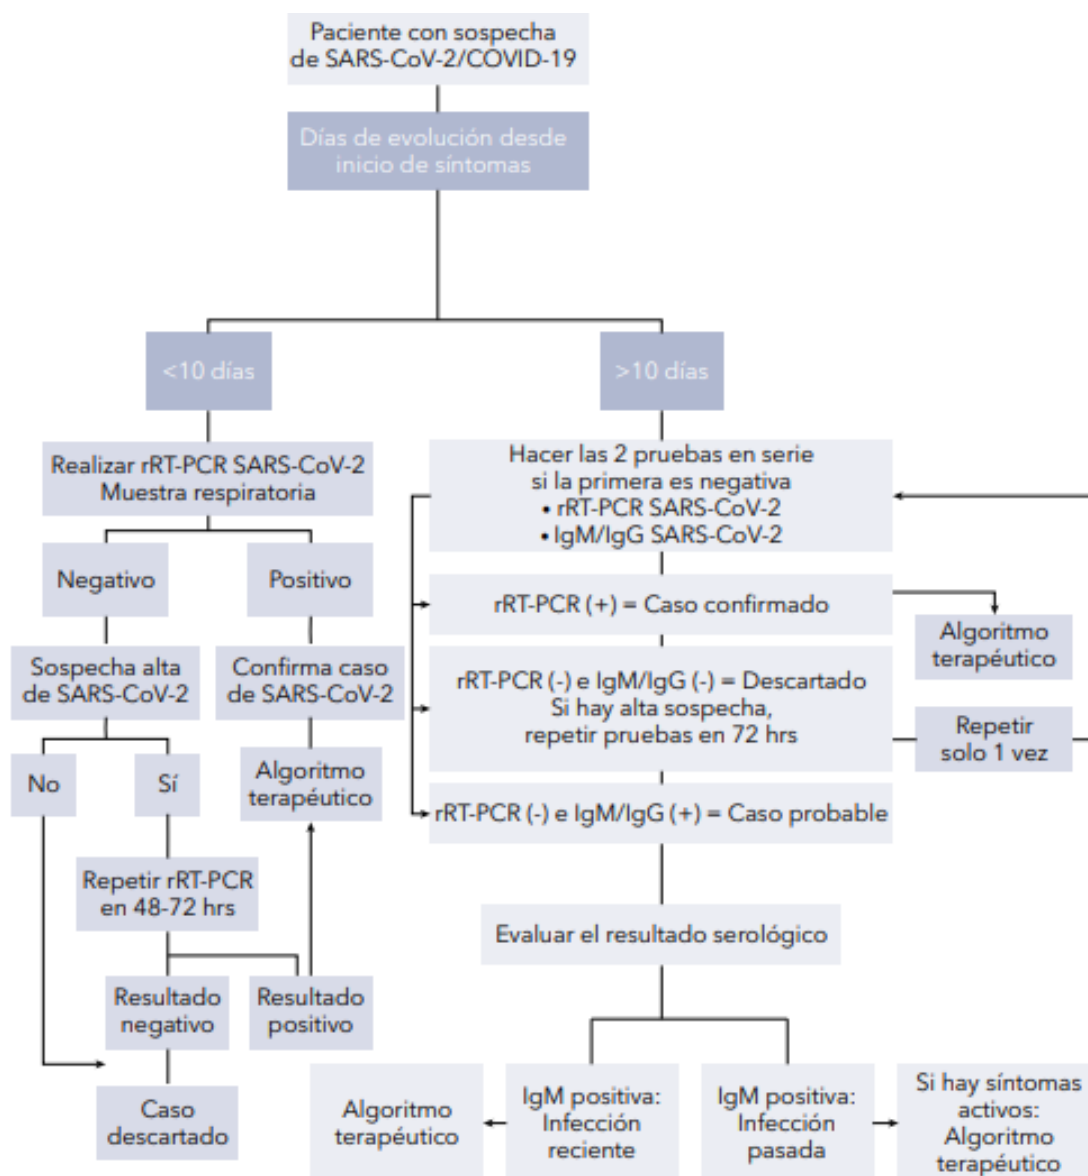 Paciente con sospecha
de SARS-CoV-2/COVID-19
Días de evolución desde
inicio de síntomas
<10 días
>10 días
Realizar rRT-PCR SARS-CoV-2
Muestra respiratoria
Negativo
Positivo
Sospecha alta
de SARS-CoV-2
Confirma caso
de SARS-CoV-2
No
Sí
Algoritmo
terapéutico
Repetir rRT-PCR
en 48-72 hrs
Resultado
negativo
Resultado
positivo
Caso
descartado
Hacer las 2 pruebas en serie
si la primera es negativa
• rRT-PCR SARS-CoV-2
• IgM/IgG SARS-CoV-2
rRT-PCR (+) = Caso confirmado
Algoritmo
terapéutico
rRT-PCR (-) e IgM/IgG (-) = Descartado
Si hay alta sospecha,
repetir pruebas en 72 hrs
Repetir
solo 1 vez
rRT-PCR (-) e IgM/IgG (+) = Caso probable
Evaluar el resultado serológico
Algoritmo
terapéutico
IgM positiva:
Infección
reciente
IgM positiva:
Infección
pasada
Si hay síntomas
activos:
Algoritmo
terapéutico